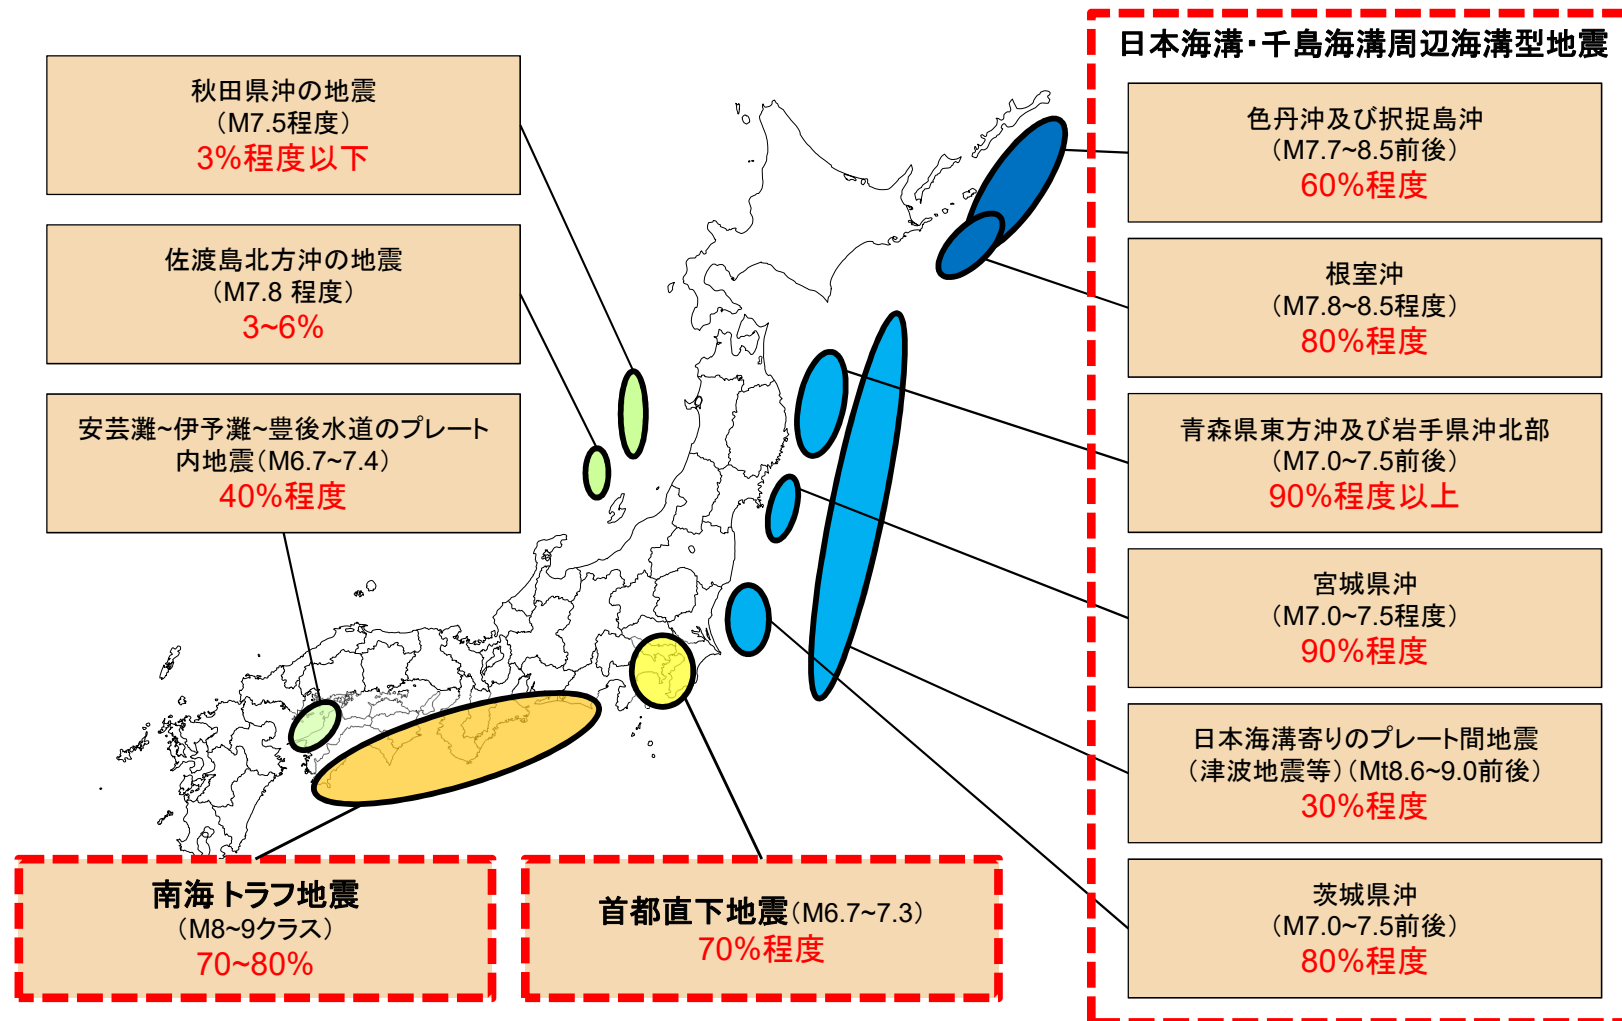 日本海溝・千島海溝周辺海溝型地震
秋田県沖の地震
（M7.5程度）
3%程度以下
佐渡島北方沖の地震
（M7.8 程度）
3~6%
安芸灘~伊予灘~豊後水道のプレート
内地震（M6.7~7.4）
40%程度
色丹沖及び択捉島沖
（M7.7~8.5前後）
60%程度
根室沖
（M7.8~8.5程度）
80%程度
青森県東方沖及び岩手県沖北部
（M7.0~7.5前後）
90%程度以上
宮城県沖
（M7.0~7.5程度）
90%程度
日本海溝寄りのプレート間地震
（津波地震等）（Mt8.6~9.0前後）
30%程度
茨城県沖
（M7.0~7.5前後）
80%程度
南海トラフ地震
（M8~9クラス）
70~80%
首都直下地震（M6.7~7.3）
70%程度